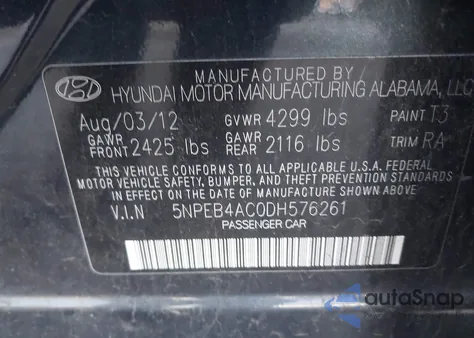 MANUFACTURED BY
HYUNDAI MOTOR MANUFACTURING ALABAMA, LLC
Aug/03/12 GVWR 4299 lbs PAINT T3
GAWR FRONT 2425 lbs GAWR REAR 2116 lbs TRIM RA
THIS VEHICLE CONFORMS TO ALL APPLICABLE U.S.A. FEDERAL
MOTOR VEHICLE SAFETY, BUMPER, AND THEFT PREVENTION
STANDARDS IN EFFECT ON THE DATE OF MANUFACTURE
V.I.N 5NPEB4AC0DH576261
PASSENGER CAR
autoSnap